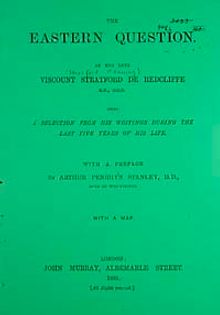 THE
EASTERN QUESTION.
BY THE LATE
VISCOUNT STRATFORD DE REDCLIFFE
K.G., G.C.B.
BEING
A SELECTION FROM HIS WRITINGS DURING THE
LAST FIVE YEARS OF HIS LIFE.
WITH A PREFACE
BY ARTHUR PENRHYN STANLEY, D.D.,
DEAN OF WESTMINSTER.
WITH A MAP.
LONDON:
JOHN MURRAY, ALBEMARLE STREET.
1881.